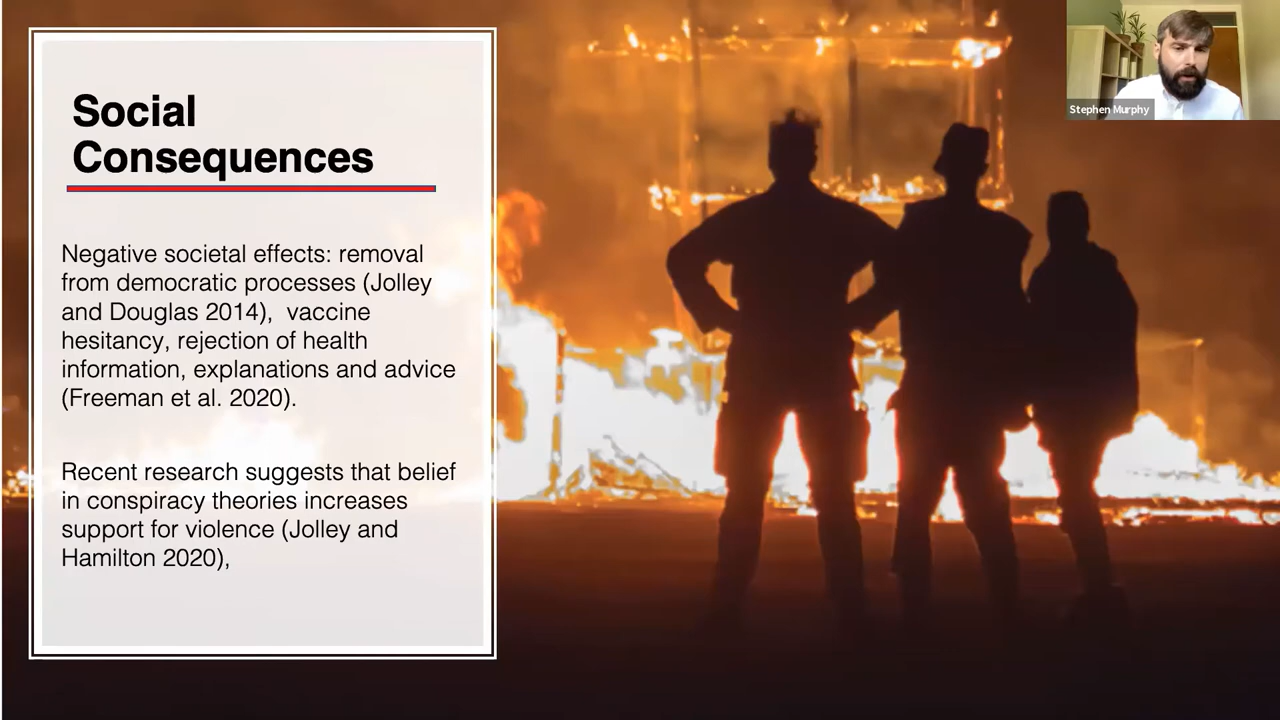 Social
Consequences
Negative societal effects: removal
from democratic processes (Jolley
and Douglas 2014),  vaccine
hesitancy, rejection of health
information, explanations and advice
(Freeman et al. 2020).
Recent research suggests that belief
in conspiracy theories increases
support for violence (Jolley and
Hamilton 2020),
Stephen Murphy